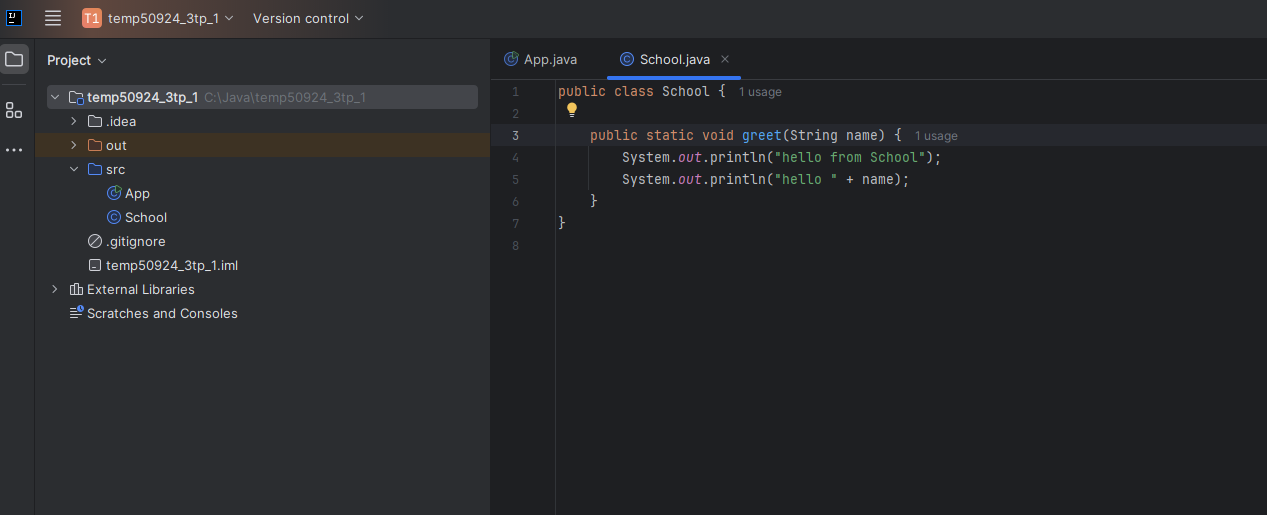 IJ
T1 temp50924_3tp_1 Version control
Project
temp50924_3tp_1 C:\Java\temp50924_3tp_1
.idea
out
src
App
School
.gitignore
temp50924_3tp_1.iml
External Libraries
Scratches and Consoles
App.java School.java
1 public class School { 1 usage
2
3 public static void greet(String name) { 1 usage
4 System.out.println("hello from School");
5 System.out.println("hello " + name);
6 }
7 }
8